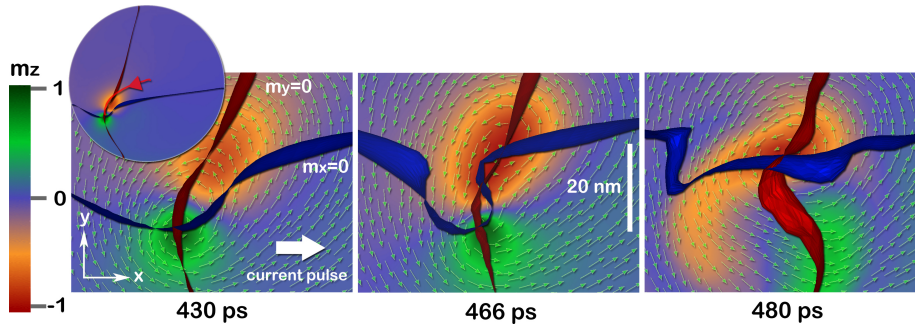 mz
1
0
-1
my=0
mx=0
y
x
current pulse
20 nm
430 ps
466 ps
480 ps